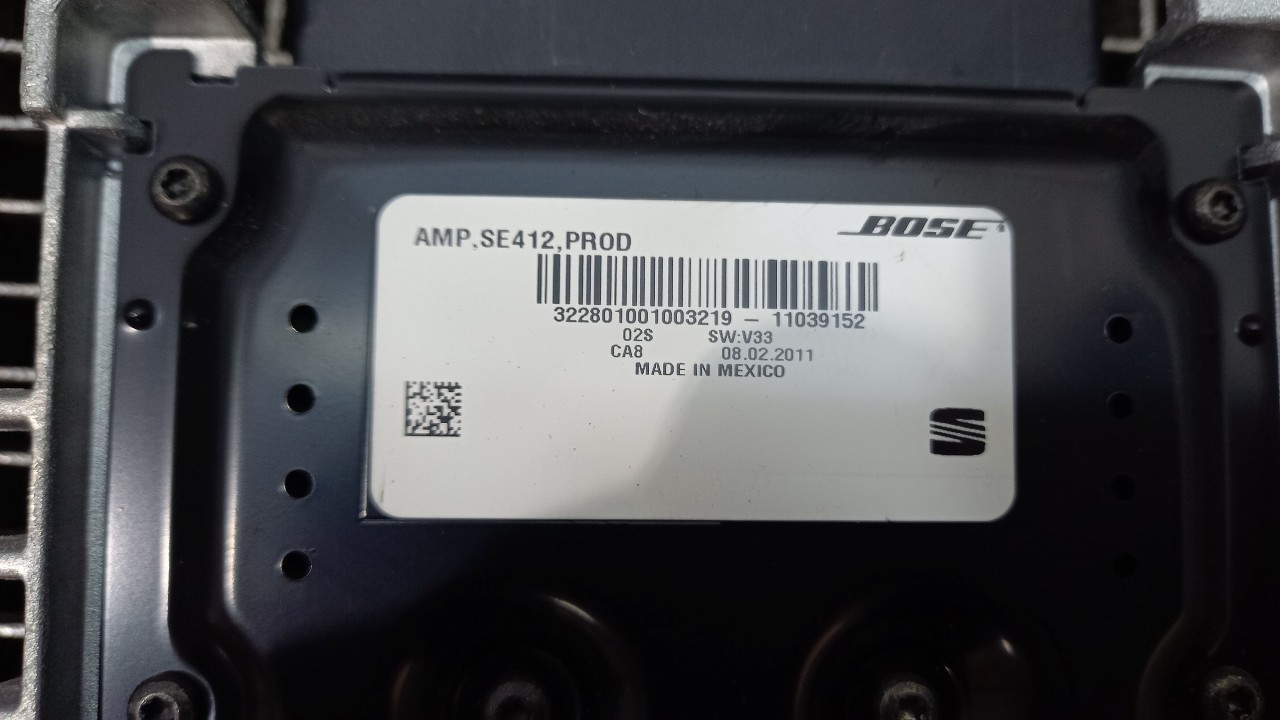 AMP,SE412,PROD
BOSE®
322801001003219 – 11039152
02S SW:V33
CA8 08.02.2011
MADE IN MEXICO